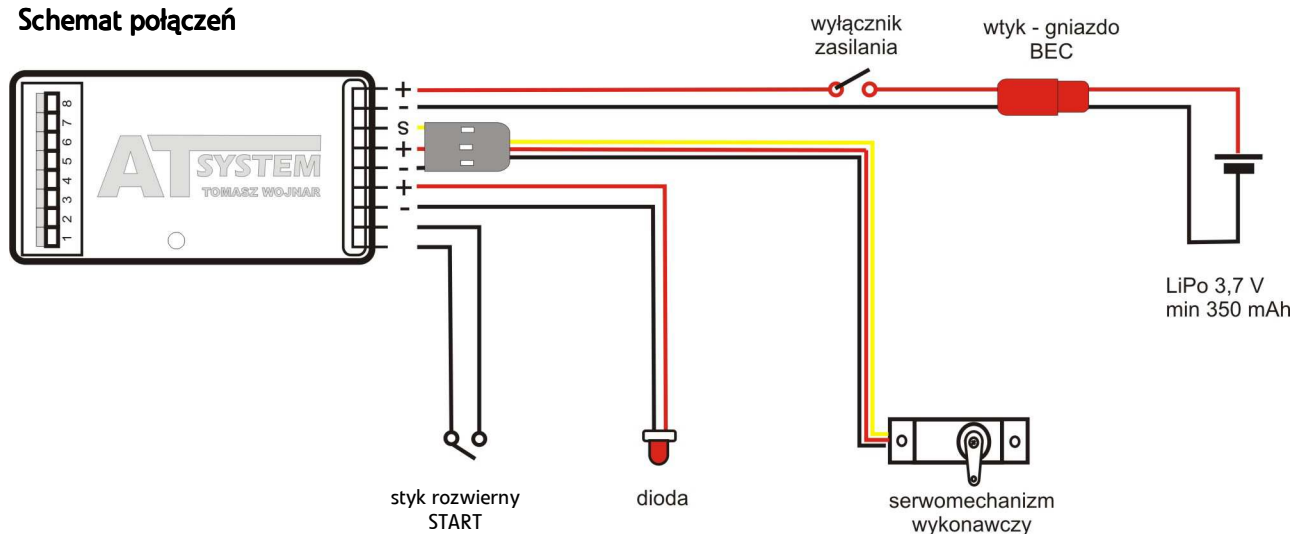 Schemat połączeń
wyłącznik
zasilania
wtyk - gniazdo
BEC
8
7
6
5
4
3
2
1
AT SYSTEM
TOMASZ WOJNAR
+
-
S
+
-
+
-
LiPo 3,7 V
min 350 mAh
styk rozwierny
START
dioda
serwomechanizm
wykonawczy